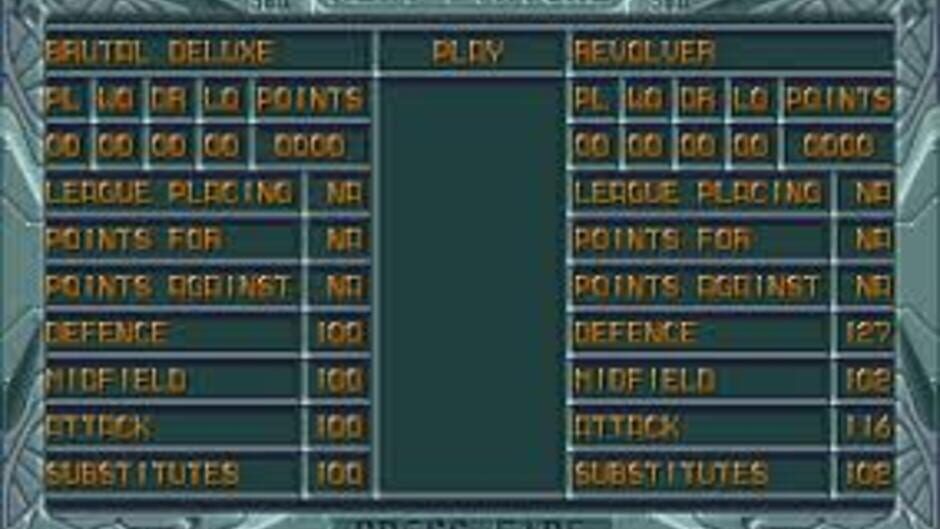 BRUTAL DELUXE
PL WO DR LO POINTS
00 00 00 00 0000
LEAGUE PLACING NA
POINTS FOR NA
POINTS AGAINST NA
DEFENCE 100
MIDFIELD 100
ATTACK 100
SUBSTITUTES 100
PLAY
REVOLVER
PL WO DR LO POINTS
00 00 00 00 0000
LEAGUE PLACING NA
POINTS FOR NA
POINTS AGAINST NA
DEFENCE 127
MIDFIELD 102
ATTACK 116
SUBSTITUTES 102
PRESS FIRE